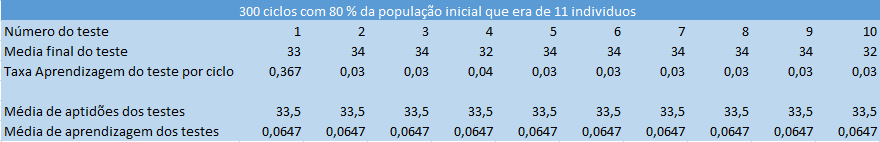 300 ciclos com 80 % da população inicial que era de 11 individuos
Número do teste 1 2 3 4 5 6 7 8 9 10
Media final do teste 33 34 34 32 34 34 34 34 34 32
Taxa Aprendizagem do teste por ciclo 0,367 0,03 0,03 0,04 0,03 0,03 0,03 0,03 0,03 0,03
Média de aptidões dos testes 33,5 33,5 33,5 33,5 33,5 33,5 33,5 33,5 33,5 33,5
Média de aprendizagem dos testes 0,0647 0,0647 0,0647 0,0647 0,0647 0,0647 0,0647 0,0647 0,0647 0,0647